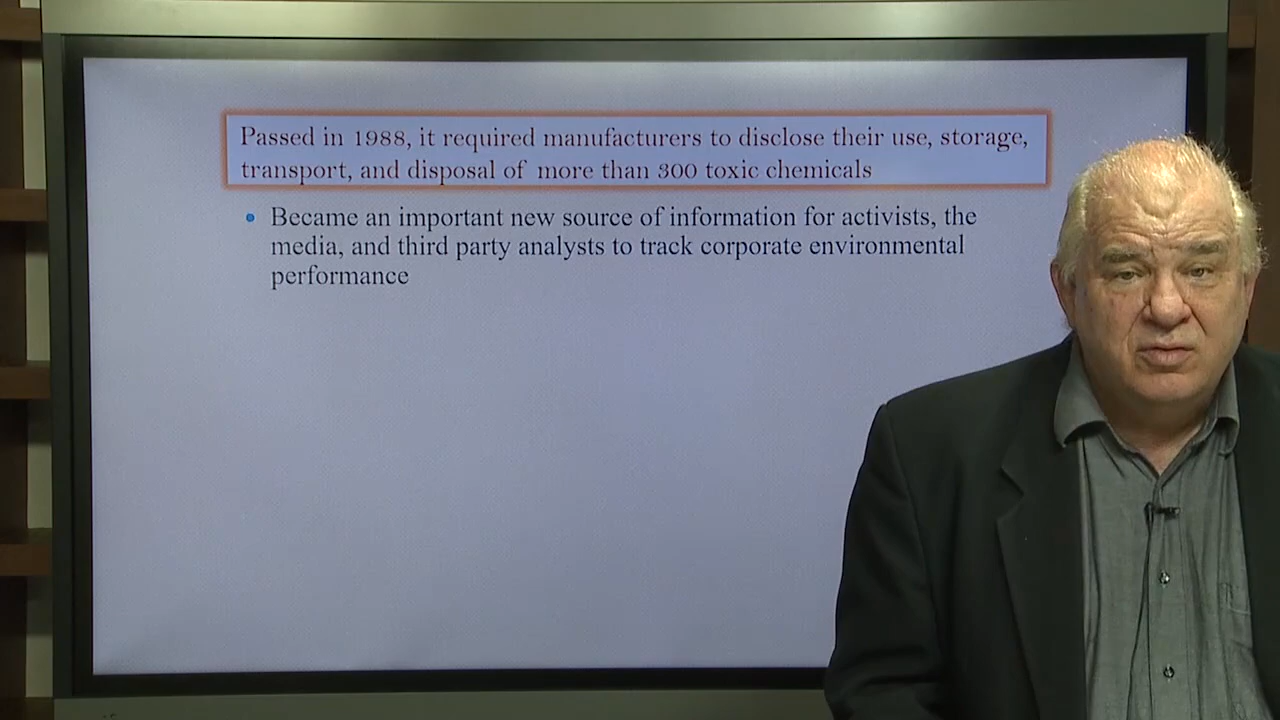 Passed in 1988, it required manufacturers to disclose their use, storage,
transport, and disposal of more than 300 toxic chemicals
• Became an important new source of information for activists, the
media, and third party analysts to track corporate environmental
performance